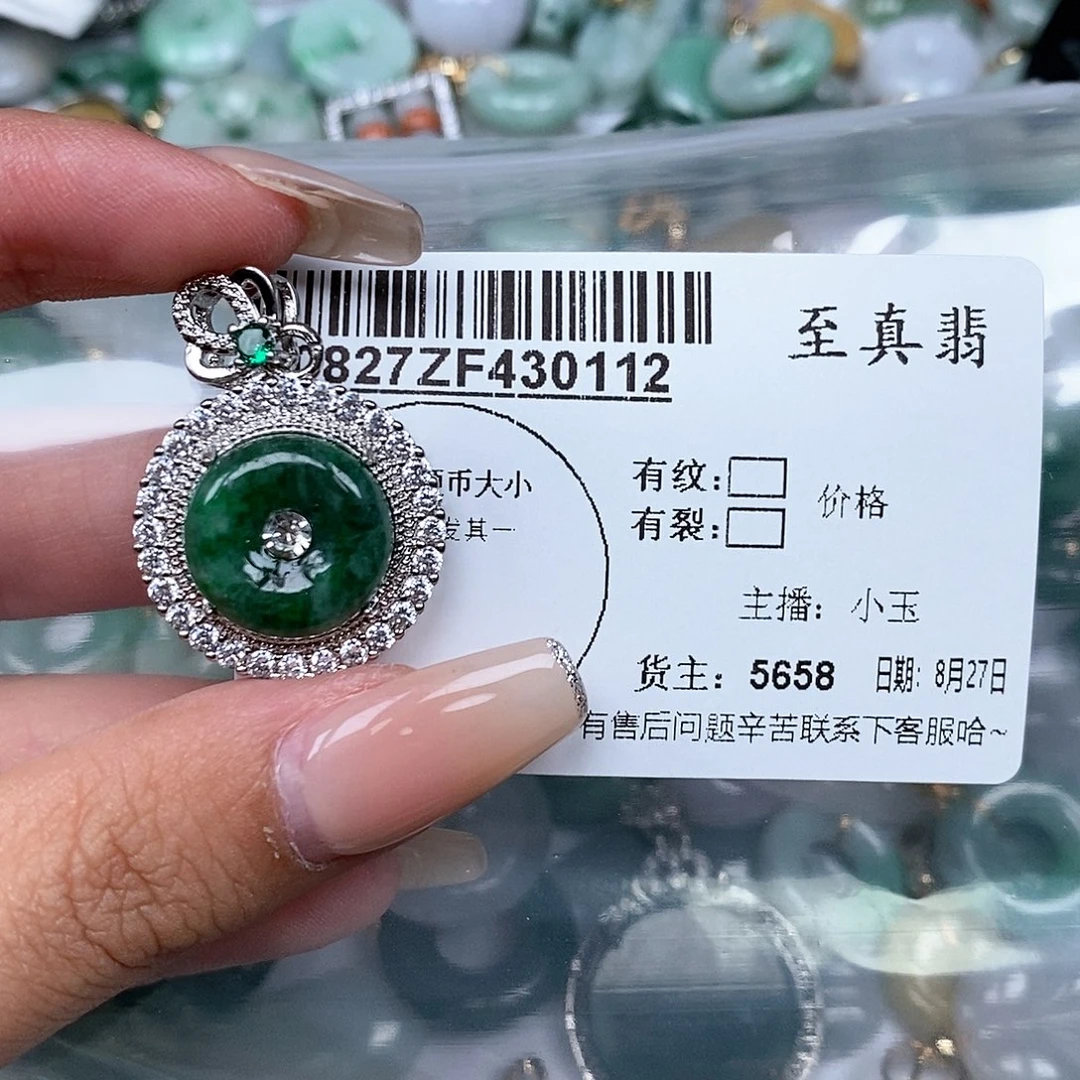 至真翡
827ZF430112
币大小
发其一
有纹：
有裂：
价格
主播：小玉
货主：5658 日期：8月27日
有售后问题辛苦联系下客服哈~